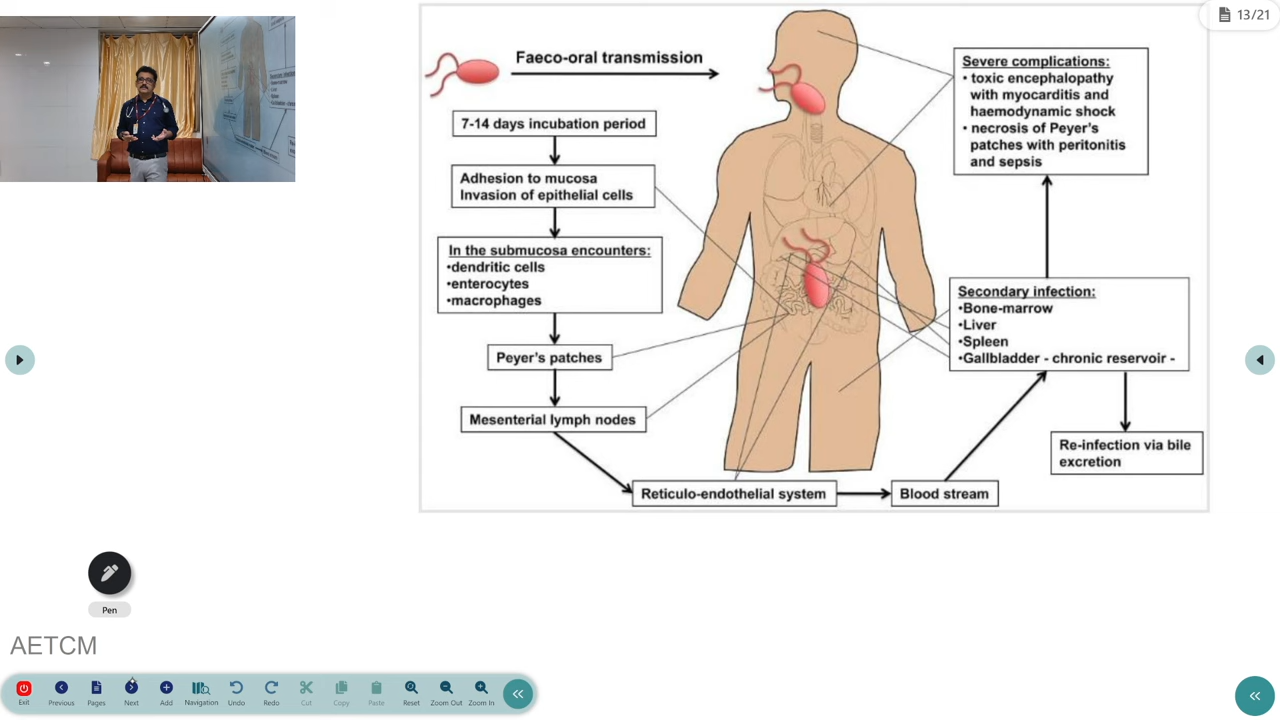 13/21
Faeco-oral transmission
7-14 days incubation period
Adhesion to mucosa
Invasion of epithelial cells
In the submucosa encounters:
•dendritic cells
•enterocytes
•macrophages
Peyer's patches
Mesenterial lymph nodes
Reticulo-endothelial system
Blood stream
Severe complications:
• toxic encephalopathy
with myocarditis and
haemodynamic shock
• necrosis of Peyer's
patches with peritonitis
and sepsis
Secondary infection:
•Bone-marrow
•Liver
•Spleen
•Gallbladder - chronic reservoir -
Re-infection via bile
excretion
Pen
AETCM
Exit
Previous
Pages
Next
Add
Navigation
Undo
Redo
Cut
Copy
Paste
Reset
Zoom Out
Zoom In